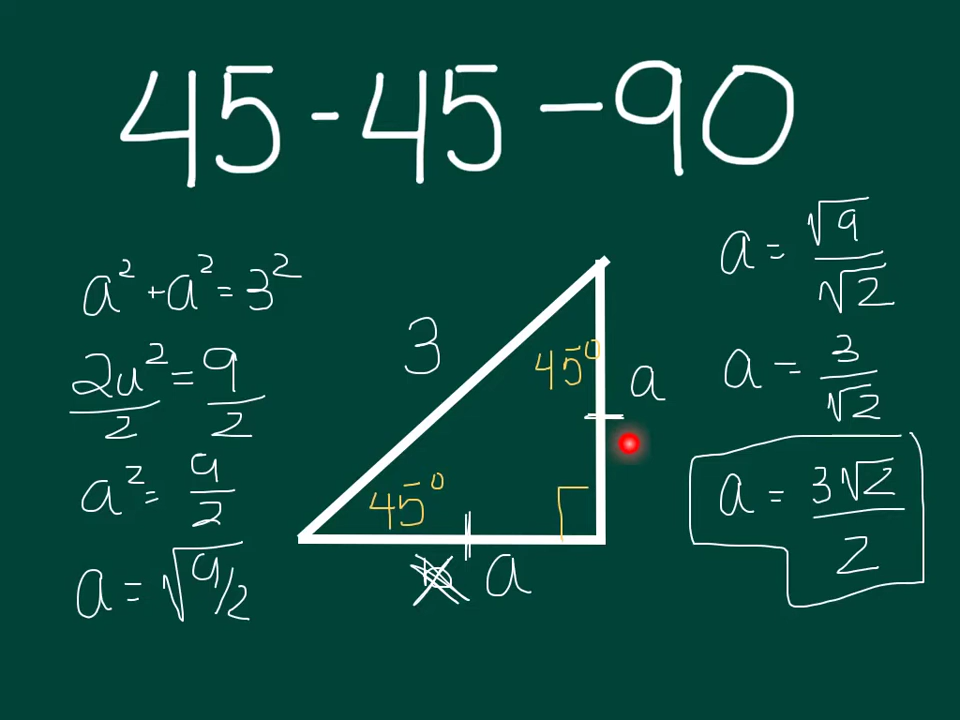 45-45-90
a² + a² = 3²
2a²/2 = 9/2
a² = 9/2
a = √9/2
3
45°
a
45°
a
a = √9/√2
a = 3/√2
a = 3√2/2